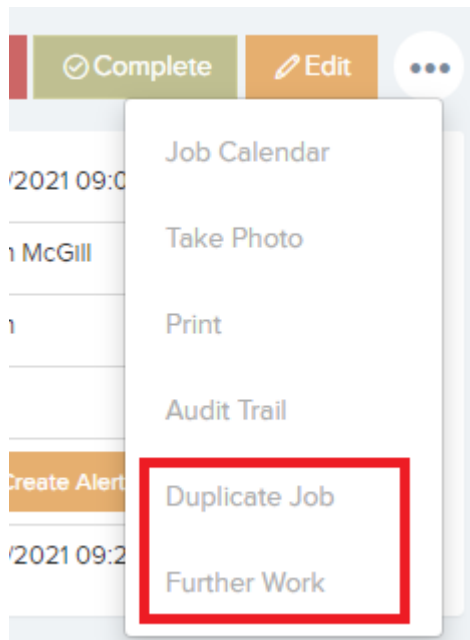 Complete Edit
Job Calendar
/2021 09:0
McGill
Take Photo
Print
Audit Trail
Create Alert
Duplicate Job
/2021 09:2
Further Work